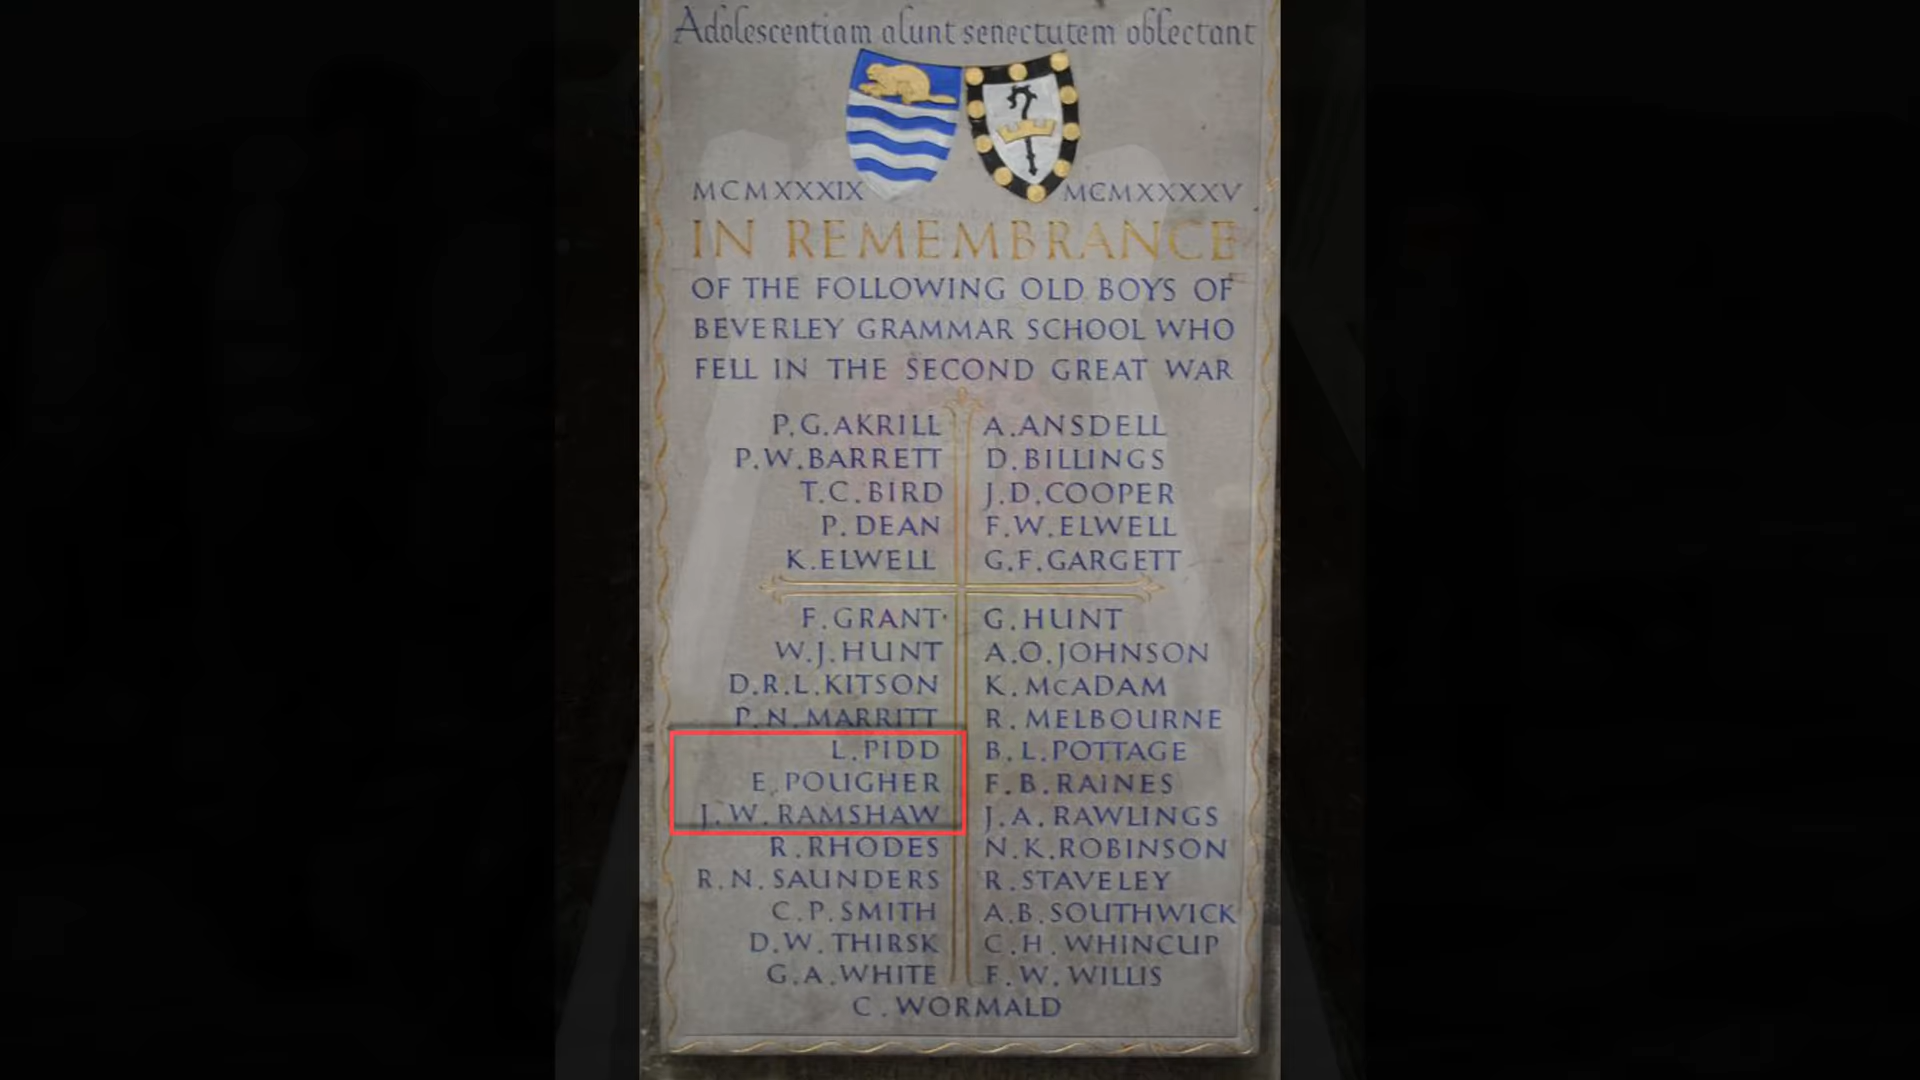 Adolescentiam alunt senectutem oblectant
MCMXXXIX MCMXXXXV
IN REMEMBRANCE
OF THE FOLLOWING OLD BOYS OF
BEVERLEY GRAMMAR SCHOOL WHO
FELL IN THE SECOND GREAT WAR
P.G.AKRILL A.ANSDELL
P.W.BARRETT D.BILLINGS
T.C.BIRD J.D.COOPER
P.DEAN F.W.ELWELL
K.ELWELL G.F.GARGETT
F.GRANT G.HUNT
W.J.HUNT A.O.JOHNSON
D.R.L.KITSON K.McADAM
P.N.MARRITT R.MELBOURNE
L.PIDD B.L.POTTAGE
E.POUGHER F.B.RAINES
J.W.RAMSHAW J.A.RAWLINGS
R.RHODES N.K.ROBINSON
R.N.SAUNDERS R.STAVELEY
C.P.SMITH A.B.SOUTHWICK
D.W.THIRSK C.H.WHINCUP
G.A.WHITE F.W.WILLIS
C.WORMALD